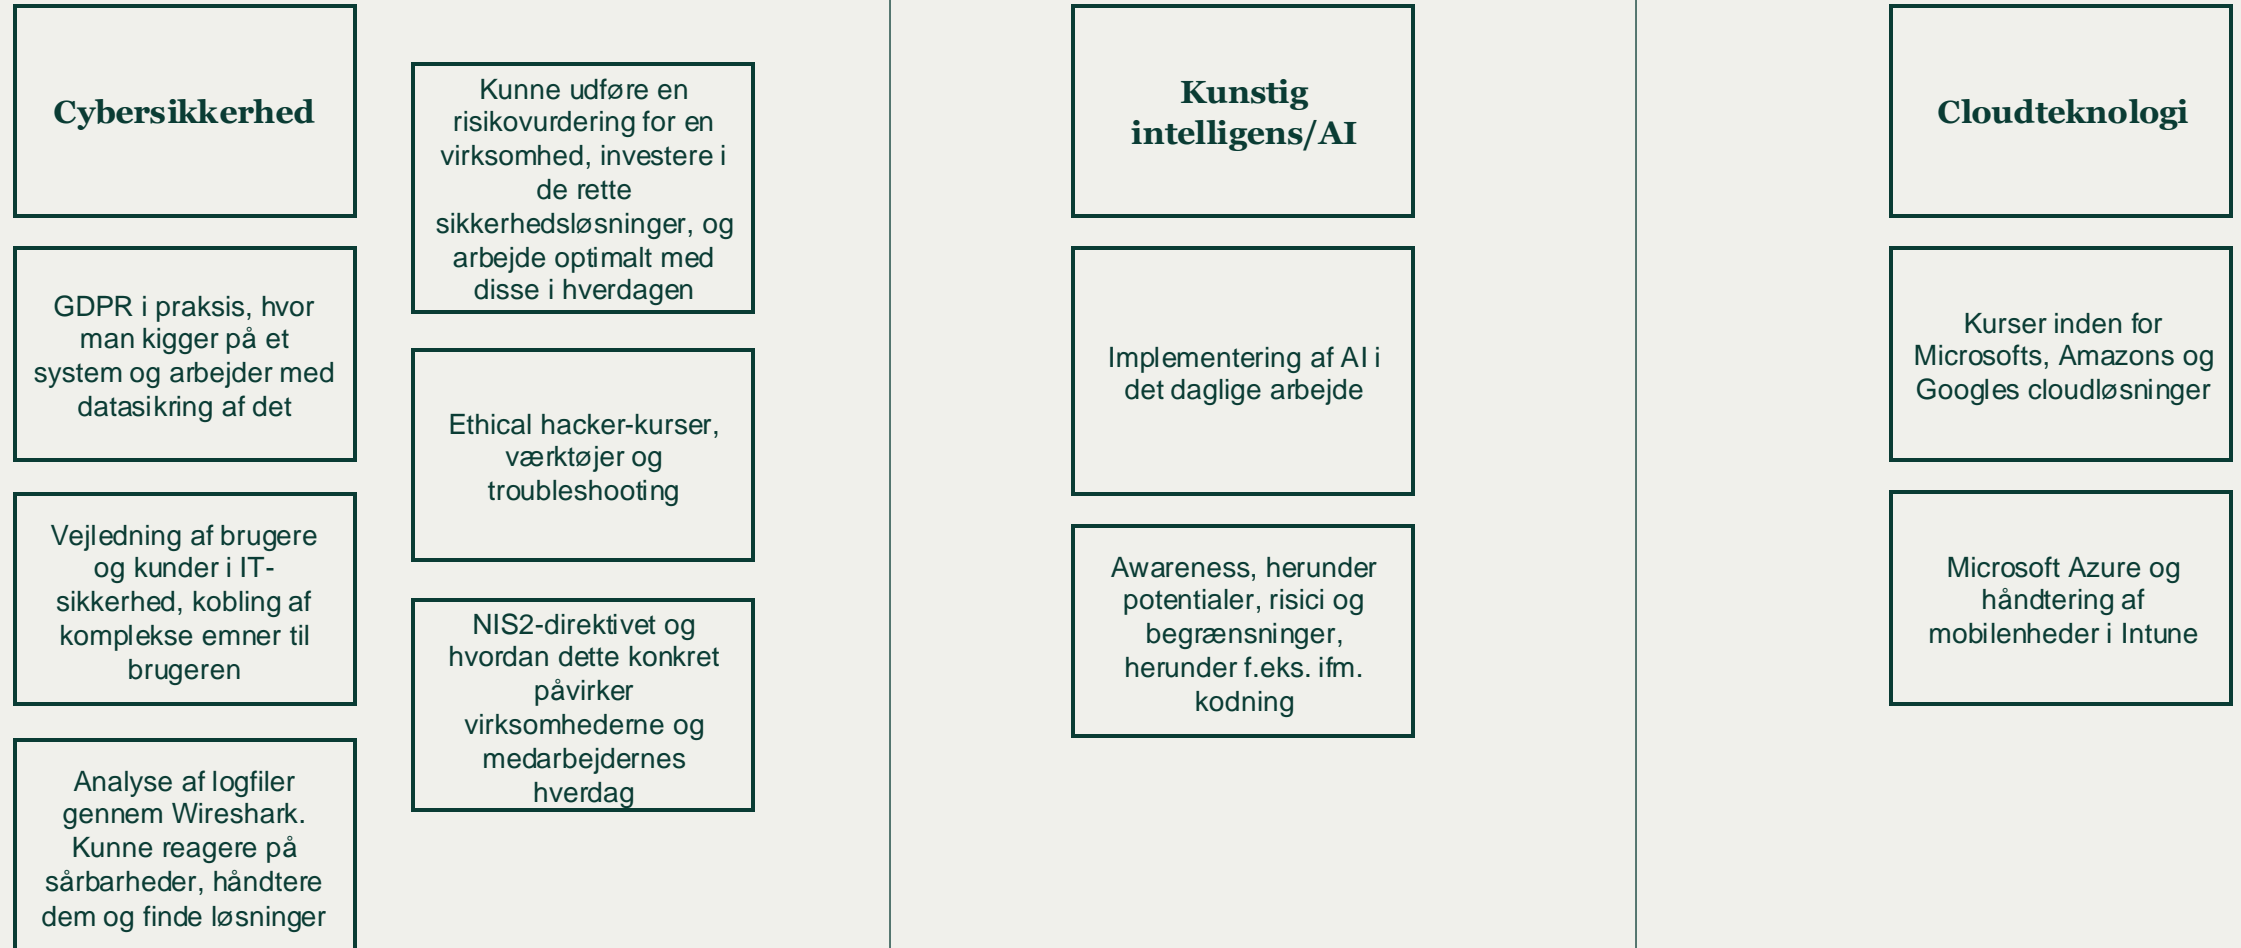 Cybersikkerhed
GDPR i praksis, hvor
man kigger på et
system og arbejder med
datasikring af det
Vejledning af brugere
og kunder i IT-
sikkerhed, kobling af
komplekse emner til
brugeren
Analyse af logfiler
gennem Wireshark.
Kunne reagere på
sårbarheder, håndtere
dem og finde løsninger
Kunne udføre en
risikovurdering for en
virksomhed, investere i
de rette
sikkerhedsløsninger, og
arbejde optimalt med
disse i hverdagen
Ethical hacker-kurser,
værktøjer og
troubleshooting
NIS2-direktivet og
hvordan dette konkret
påvirker
virksomhederne og
medarbejdernes
hverdag
Kunstig
intelligens/AI
Implementering af AI i
det daglige arbejde
Awareness, herunder
potentialer, risici og
begrænsninger,
herunder f.eks. ifm.
kodning
Cloudteknologi
Kurser inden for
Microsofts, Amazons og
Googles cloudløsninger
Microsoft Azure og
håndtering af
mobilenheder i Intune